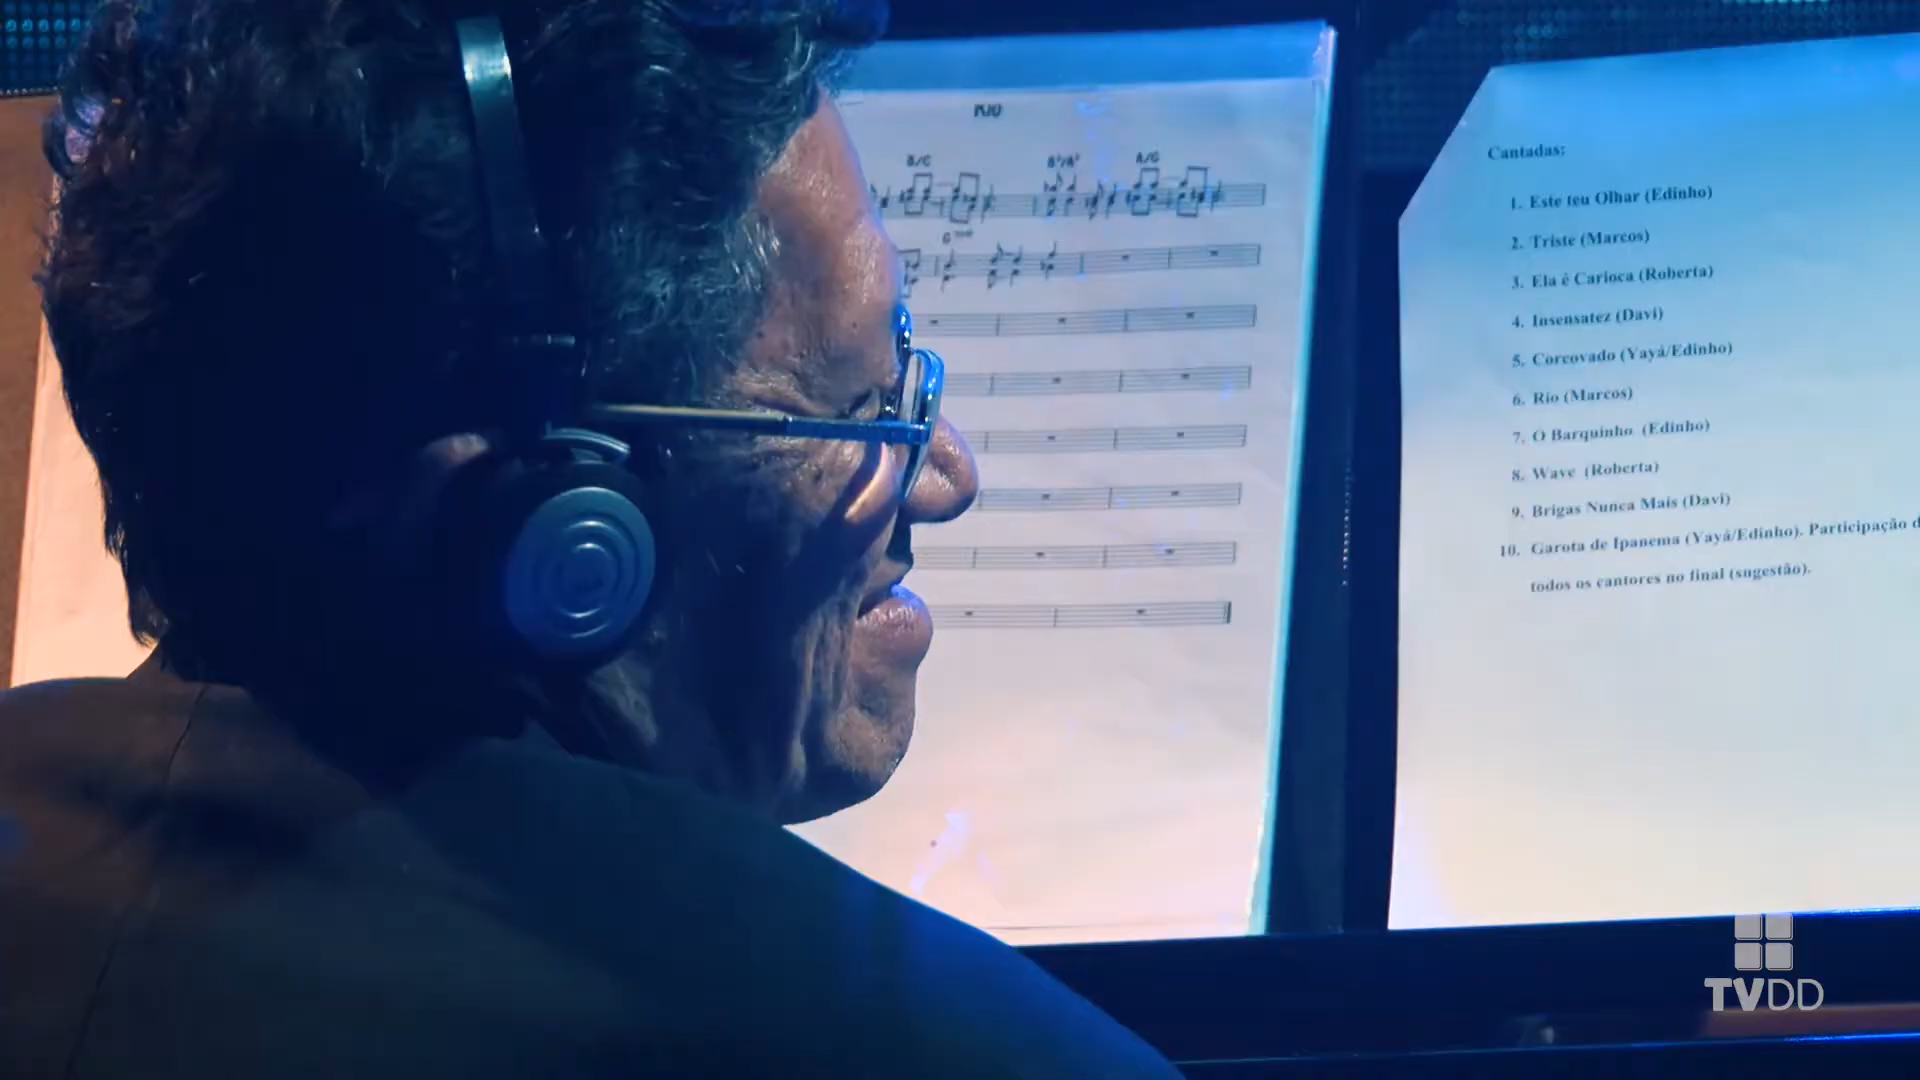 RIO
B/C
A/G
Cantadas:
1. Este teu Olhar (Edinho)
2. Triste (Marcos)
3. Ela é Carioca (Roberta)
4. Insensatez (Davi)
5. Corcovado (Yayá/Edinho)
6. Rio (Marcos)
7. O Barquinho (Edinho)
8. Wave (Roberta)
9. Brigas Nunca Mais (Davi)
10. Garota de Ipanema (Yayá/Edinho). Participação d
todos os cantores no final (sugestão).
TVDD